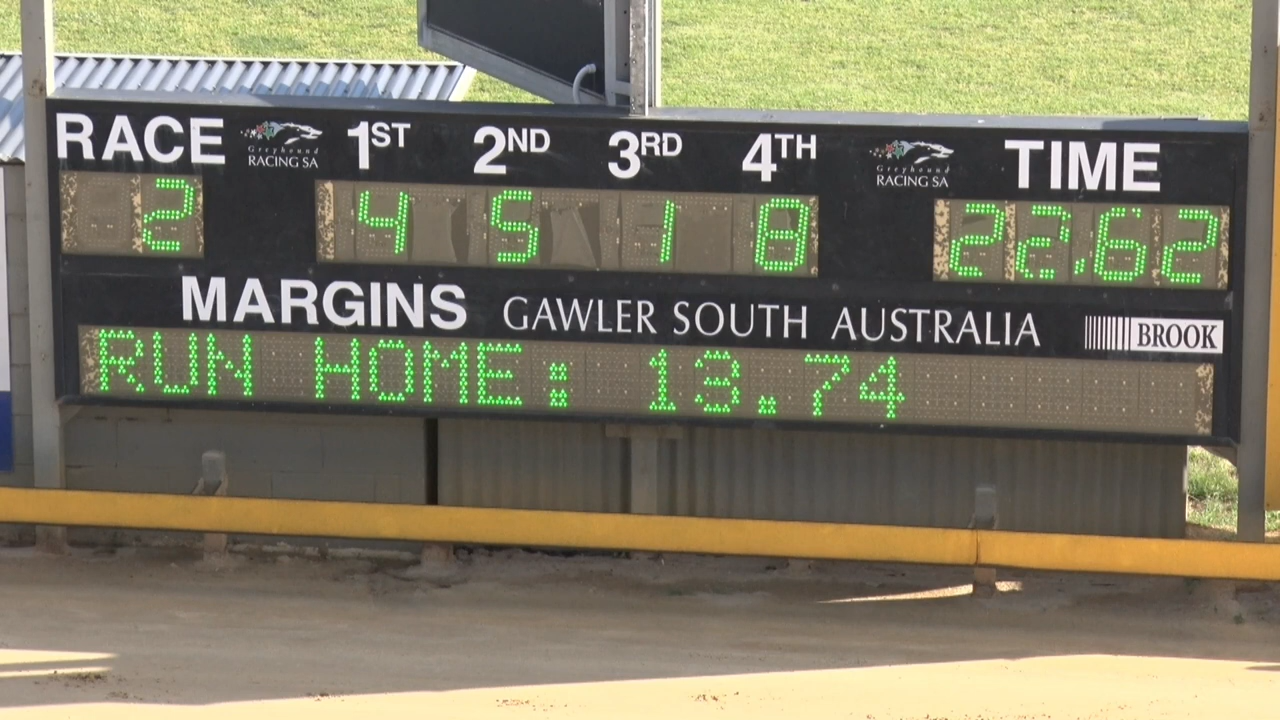 RACE Greyhound RACING SA 1ST 2ND 3RD 4TH Greyhound RACING SA TIME
2 4 5 1 8 22.62
MARGINS GAWLER SOUTH AUSTRALIA BROOK
RUN HOME: 13.74